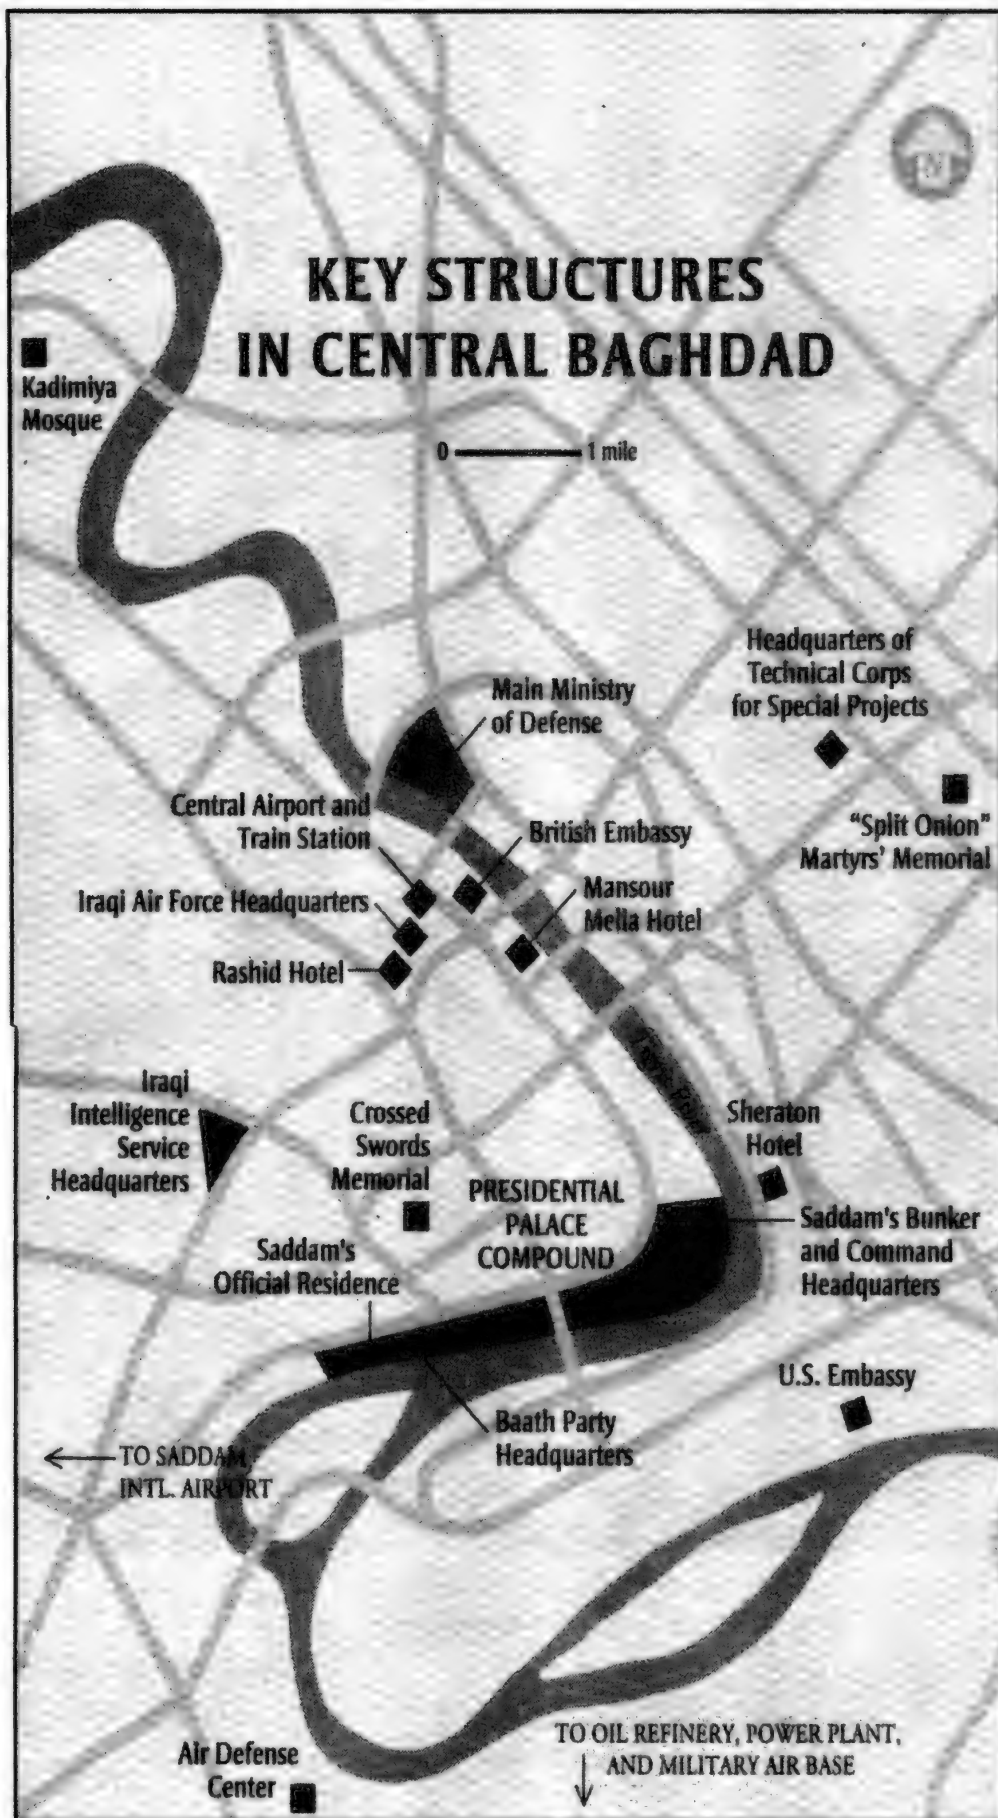 N
KEY STRUCTURES
IN CENTRAL BAGHDAD
Kadimiya
Mosque
0 1 mile
Headquarters of
Technical Corps
for Special Projects
Main Ministry
of Defense
Central Airport and
Train Station
British Embassy
"Split Onion"
Martyrs' Memorial
Iraqi Air Force Headquarters
Mansour
Melia Hotel
Rashid Hotel
Tigris River
Iraqi
Intelligence
Service
Headquarters
Crossed
Swords
Memorial
Sheraton
Hotel
PRESIDENTIAL
PALACE
COMPOUND
Saddam's Bunker
and Command
Headquarters
Saddam's
Official Residence
U.S. Embassy
Baath Party
Headquarters
TO SADDAM
INTL. AIRPORT
TO OIL REFINERY, POWER PLANT,
AND MILITARY AIR BASE
Air Defense
Center